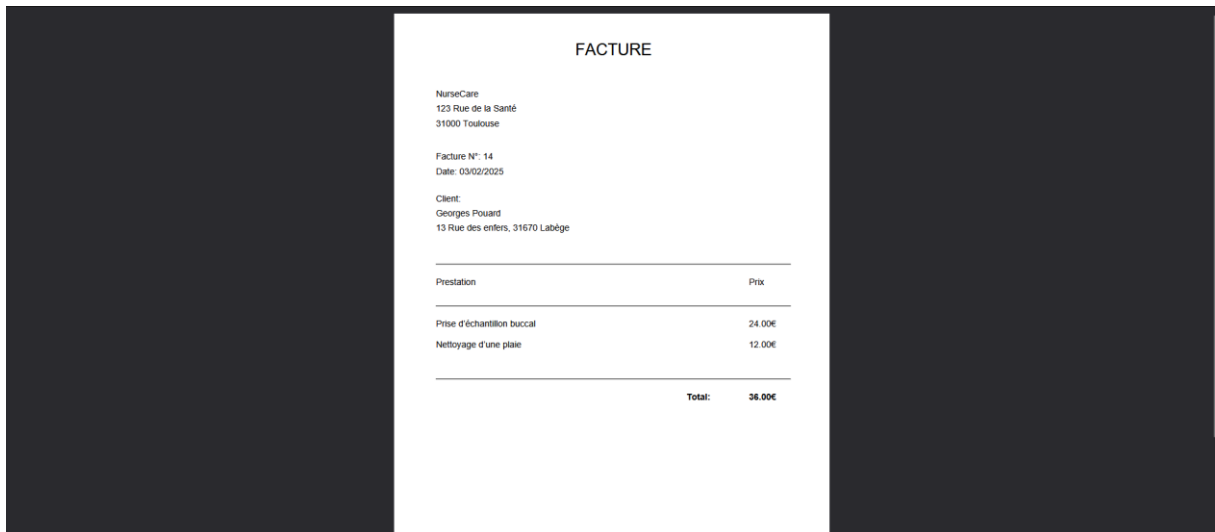 FACTURE
NurseCare
123 Rue de la Santé
31000 Toulouse
Facture N°: 14
Date: 03/02/2025
Client:
Georges Pouard
13 Rue des enfers, 31670 Labège
Prestation Prix
Prise d'échantillon buccal 24.00€
Nettoyage d'une plaie 12.00€
Total: 36.00€